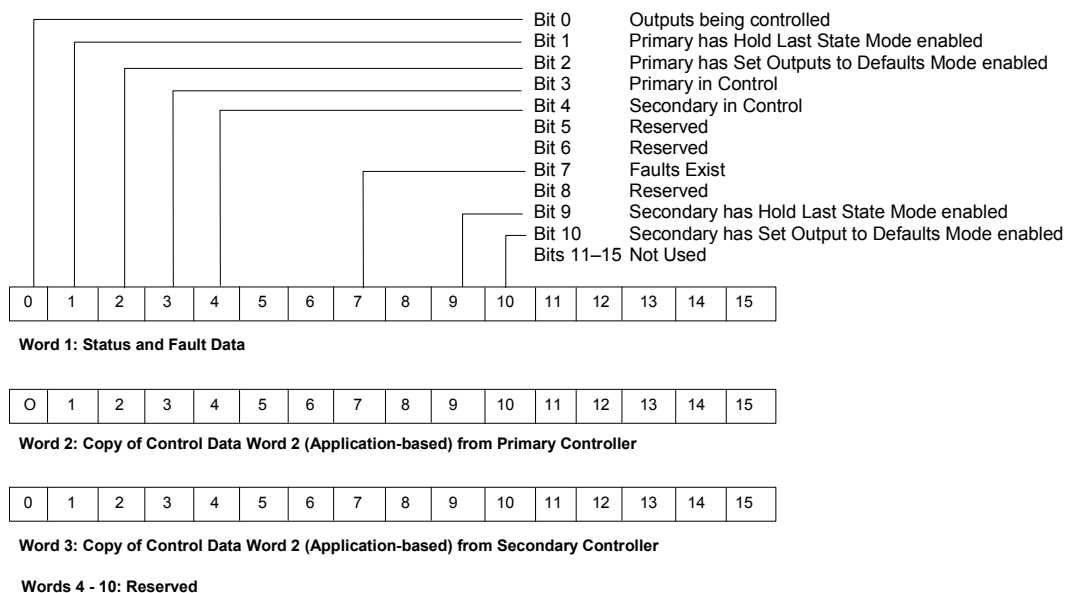 Bit 0 Outputs being controlled
Bit 1 Primary has Hold Last State Mode enabled
Bit 2 Primary has Set Outputs to Defaults Mode enabled
Bit 3 Primary in Control
Bit 4 Secondary in Control
Bit 5 Reserved
Bit 6 Reserved
Bit 7 Faults Exist
Bit 8 Reserved
Bit 9 Secondary has Hold Last State Mode enabled
Bit 10 Secondary has Set Output to Defaults Mode enabled
Bits 11–15 Not Used
0 1 2 3 4 5 6 7 8 9 10 11 12 13 14 15
Word 1: Status and Fault Data
O 1 2 3 4 5 6 7 8 9 10 11 12 13 14 15
Word 2: Copy of Control Data Word 2 (Application-based) from Primary Controller
0 1 2 3 4 5 6 7 8 9 10 11 12 13 14 15
Word 3: Copy of Control Data Word 2 (Application-based) from Secondary Controller
Words 4 - 10: Reserved